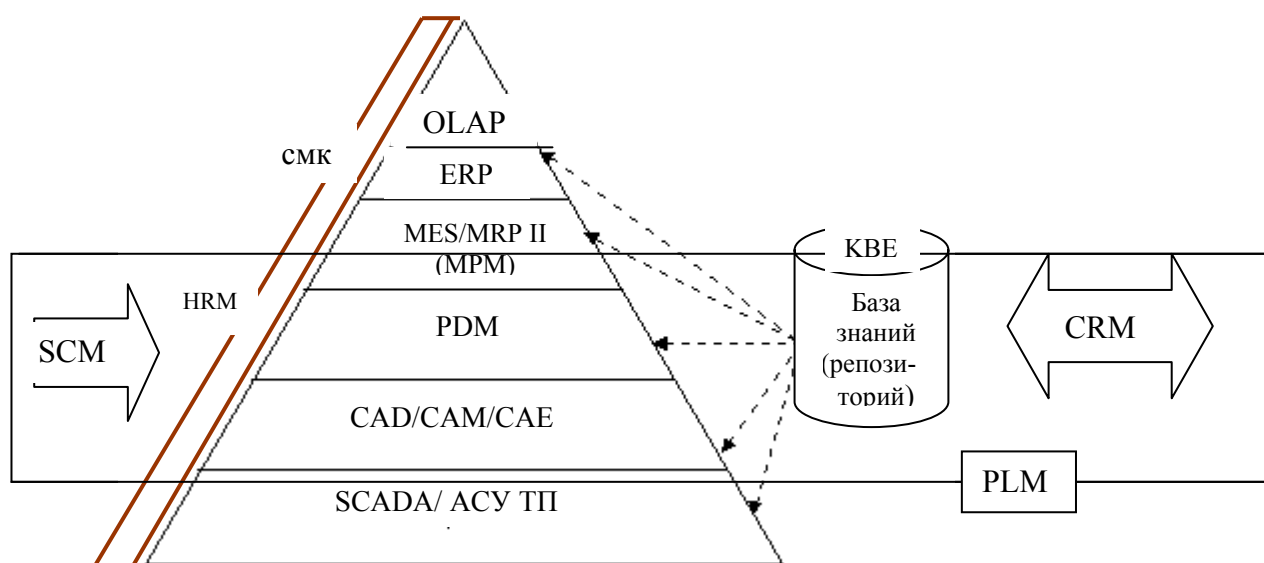 OLAP
смк
ERP
MES/MRP II
(MPM)
KBE
HRM
PDM
База
знаний
(репози-
торий)
SCM
CRM
CAD/CAM/CAE
PLM
SCADA/ АСУ ТП